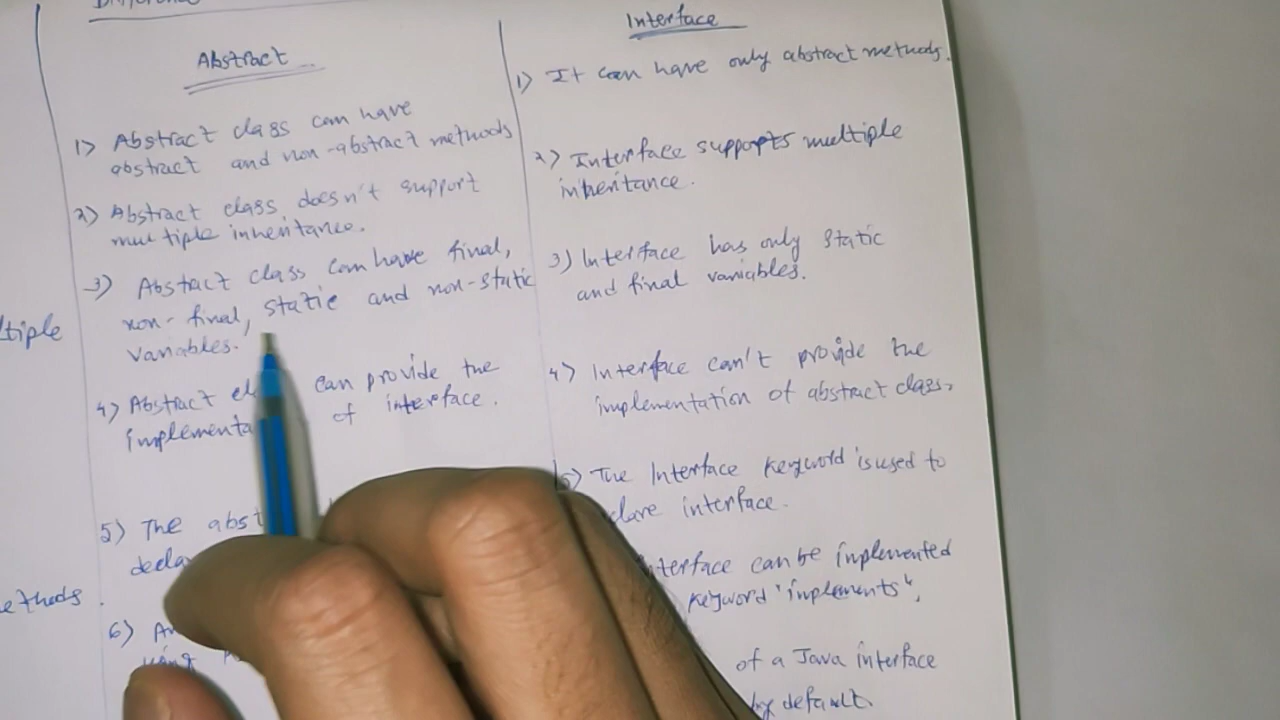 Abstract
1) Abstract class can have
abstract and non-abstract methods
2) Abstract class doesn't support
multiple inheritance.
3) Abstract class can have final,
non-final, static and non-static
variables.
4) Abstract can provide the
of interface.
5) The
6)
Interface
1) It can have only abstract methods.
2) Interface supports multiple
inheritance.
3) Interface has only static
and final variables.
4) Interface can't provide the
implementation of abstract class,
5) The Interface keyword is used to
interface.
can be implemented
keyword "implements",
of a Java interface
by default.